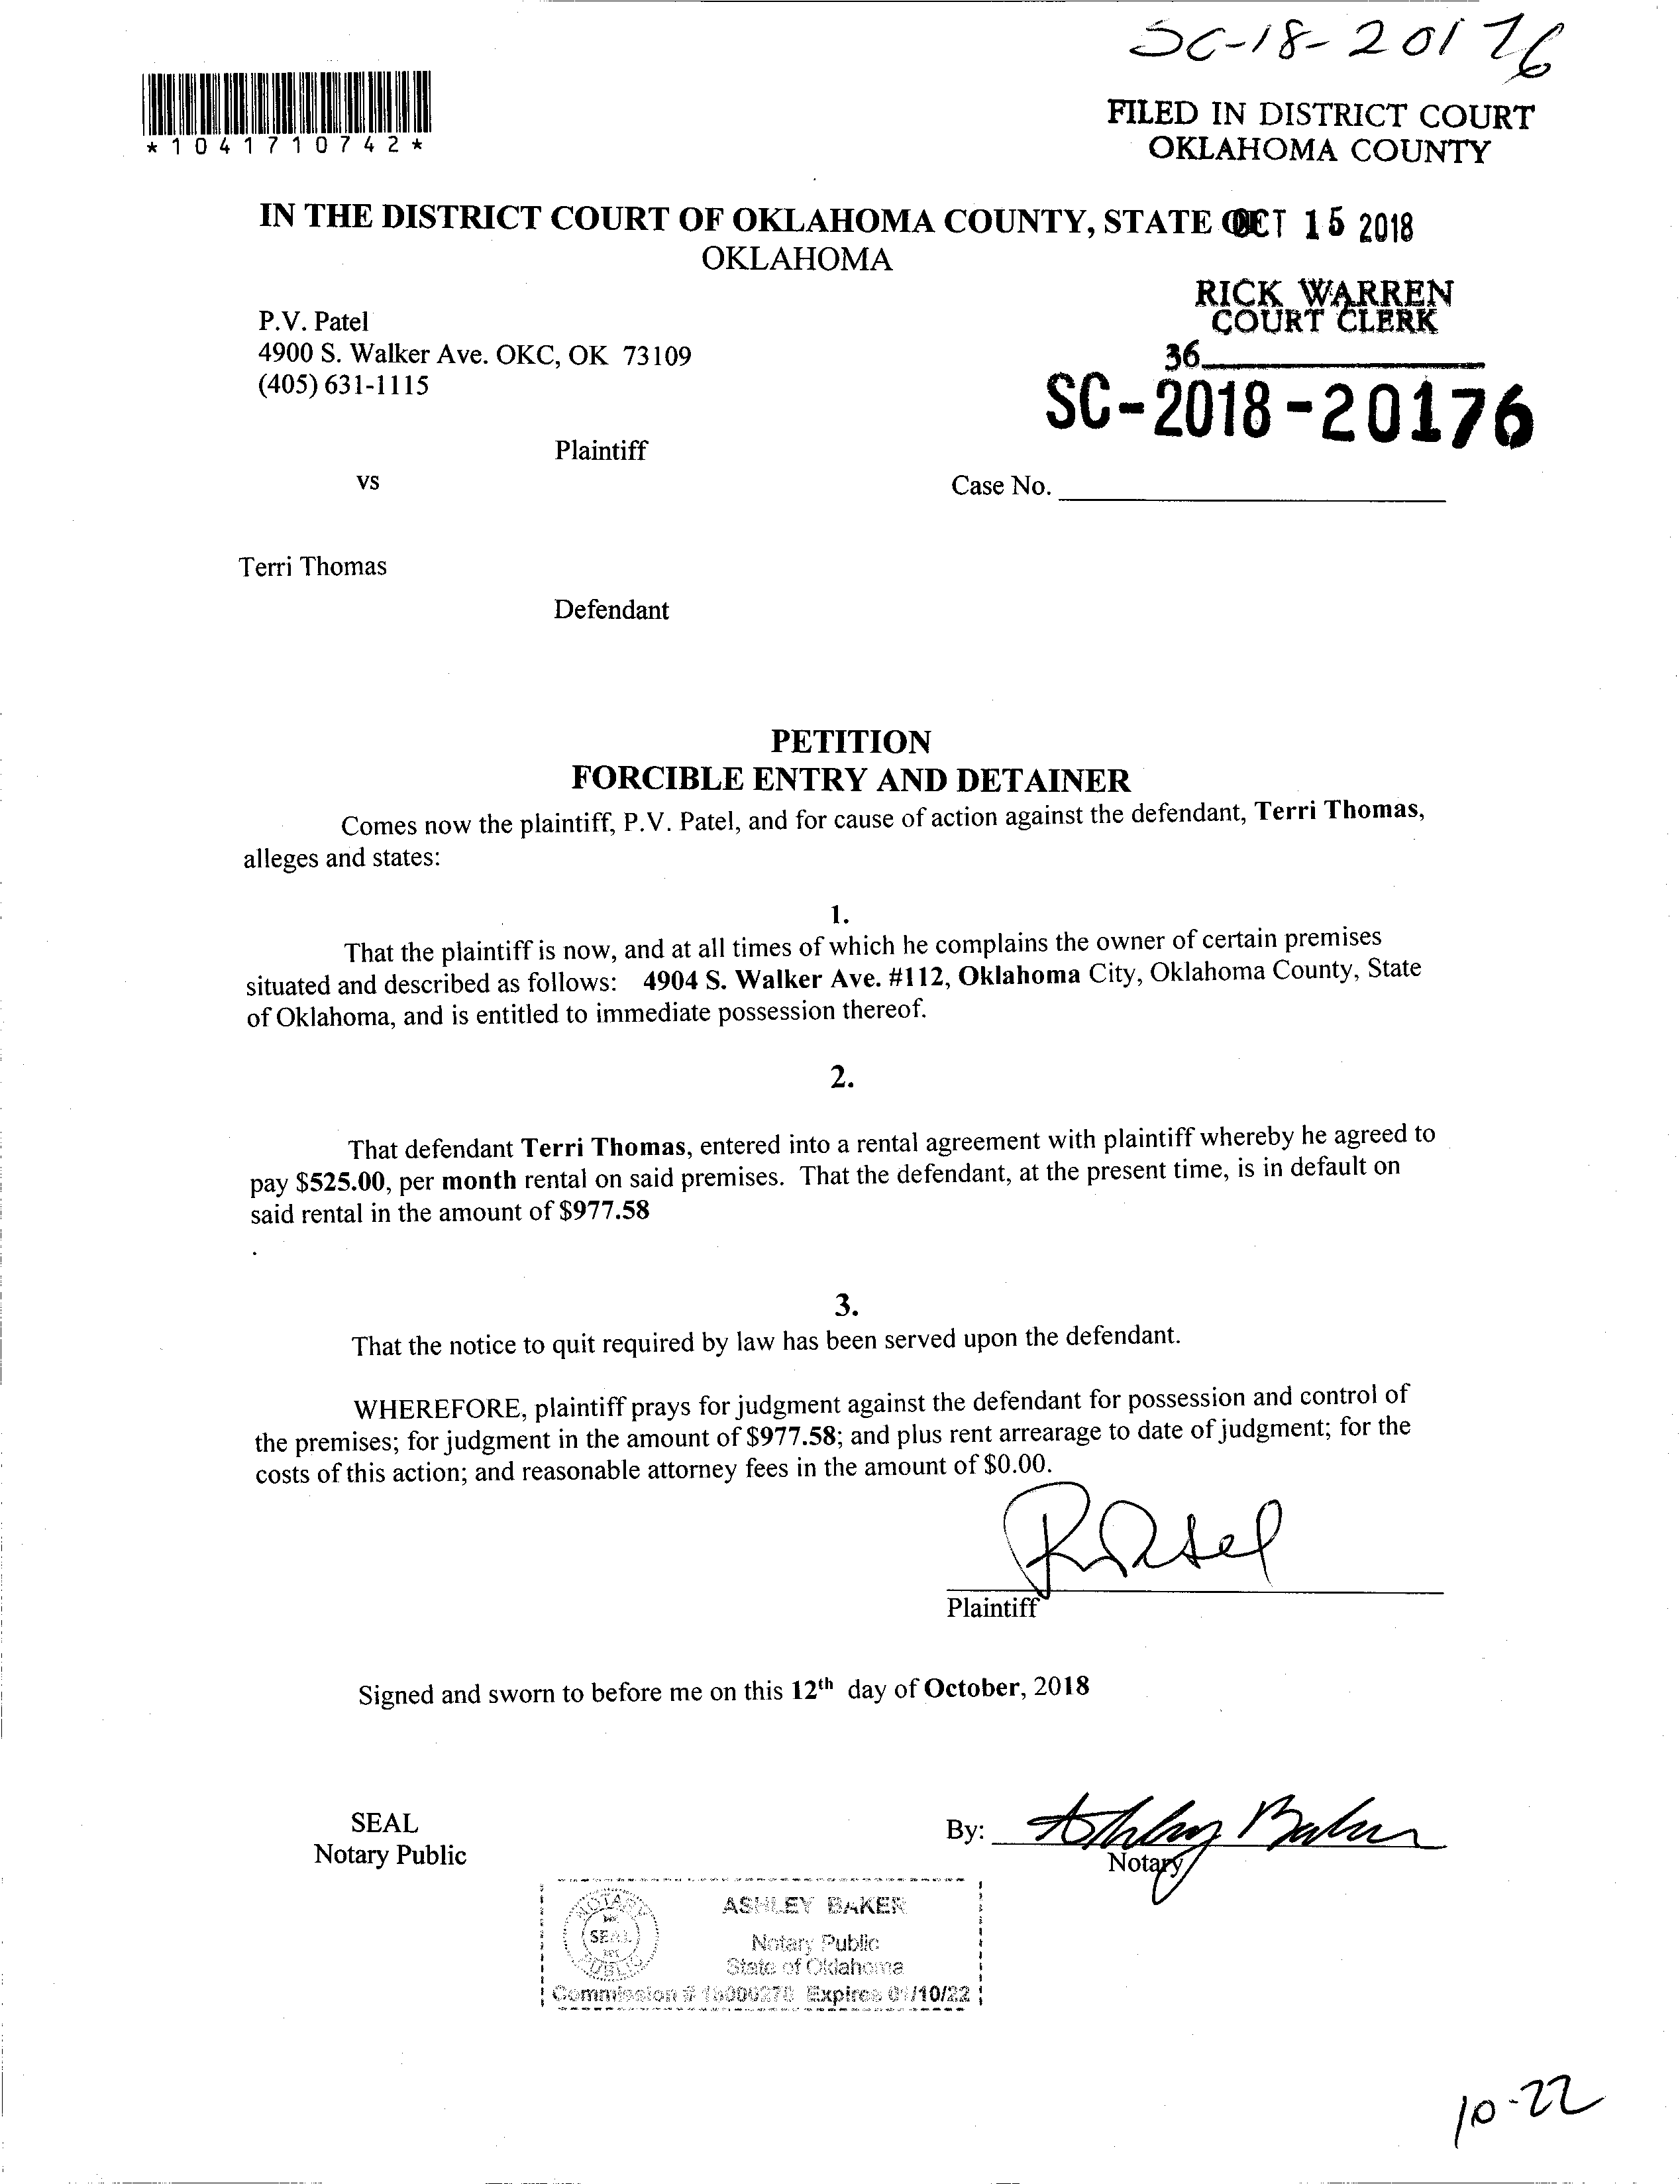 SC-18-20176
*1041710742*
FILED IN DISTRICT COURT
OKLAHOMA COUNTY
IN THE DISTRICT COURT OF OKLAHOMA COUNTY, STATE
OCT 15 2018
OKLAHOMA
RICK WARREN
COURT CLERK
36
P.V. Patel
4900 S. Walker Ave. OKC, OK 73109
(405) 631-1115
SC-2018-20176
Plaintiff
vs
Case No.
Terri Thomas
Defendant
PETITION
FORCIBLE ENTRY AND DETAINER
Comes now the plaintiff, P.V. Patel, and for cause of action against the defendant, Terri Thomas,
alleges and states:
1.
That the plaintiff is now, and at all times of which he complains the owner of certain premises
situated and described as follows: 4904 S. Walker Ave. #112, Oklahoma City, Oklahoma County, State
of Oklahoma, and is entitled to immediate possession thereof.
2.
That defendant Terri Thomas, entered into a rental agreement with plaintiff whereby he agreed to
pay $525.00, per month rental on said premises. That the defendant, at the present time, is in default on
said rental in the amount of $977.58
.
3.
That the notice to quit required by law has been served upon the defendant.
WHEREFORE, plaintiff prays for judgment against the defendant for possession and control of
the premises; for judgment in the amount of $977.58; and plus rent arrearage to date of judgment; for the
costs of this action; and reasonable attorney fees in the amount of $0.00.
Plaintiff
Signed and sworn to before me on this 12th day of October, 2018
SEAL
Notary Public
By: Ashley Baker
Notary
NOTARY
SEAL
PUBLIC
ASHLEY BAKER
Notary Public
State of Oklahoma
Commission # Expires /10/22
10-22